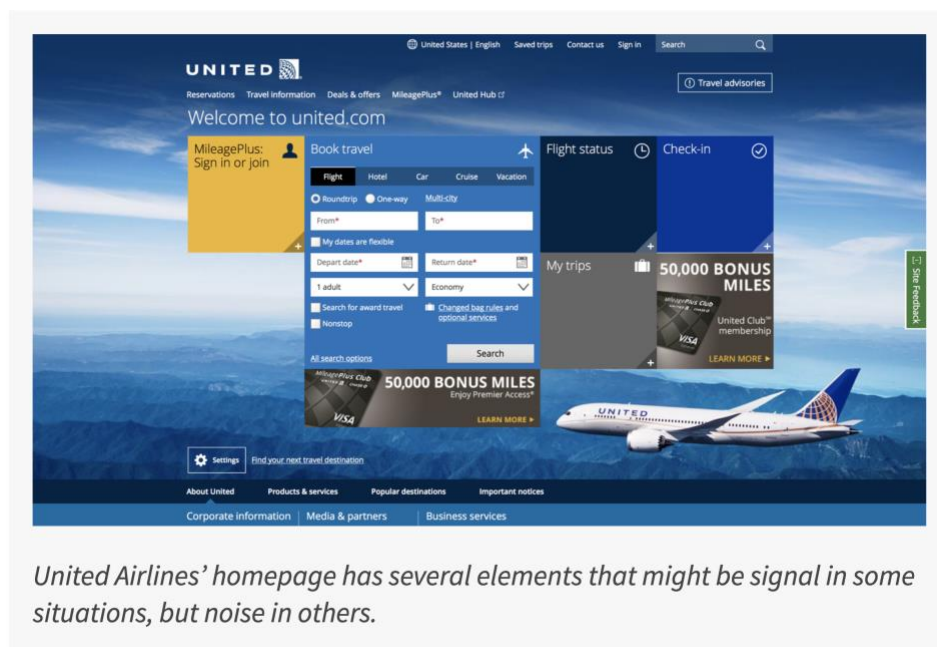 United States | English Saved trips Contact us Sign in Search
UNITED
Travel advisories
Reservations Travel information Deals & offers MileagePlus® United Hub
Welcome to united.com
MileagePlus:
Sign in or join
Book travel
Flight Hotel Car Cruise Vacation
Roundtrip One-way Multi-city
From* To*
My dates are flexible
Depart date* Return date*
1 adult Economy
Search for award travel
Changed bag rules and
optional services
Nonstop
All search options
Search
Flight status
Check-in
My trips
50,000 BONUS
MILES
MileagePlus Club
United Club℠
membership
VISA
LEARN MORE
MileagePlus Club
50,000 BONUS MILES
Enjoy Premier Access®
VISA
LEARN MORE
UNITED
[-] Site Feedback
Settings Find your next travel destination
About United Products & services Popular destinations Important notices
Corporate information Media & partners Business services
United Airlines’ homepage has several elements that might be signal in some
situations, but noise in others.